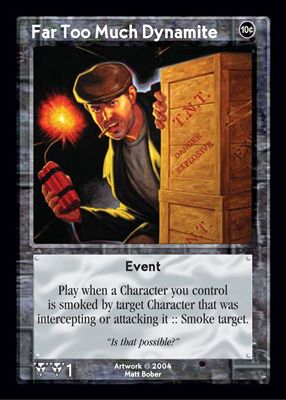 Far Too Much Dynamite
10¢
T.N.T.
DANGER
EXPLOSIVE
T.N.T.
Event
Play when a Character you control
is smoked by target Character that was
intercepting or attacking it :: Smoke target.
"Is that possible?"
Artwork © 2004
Matt Bober
1